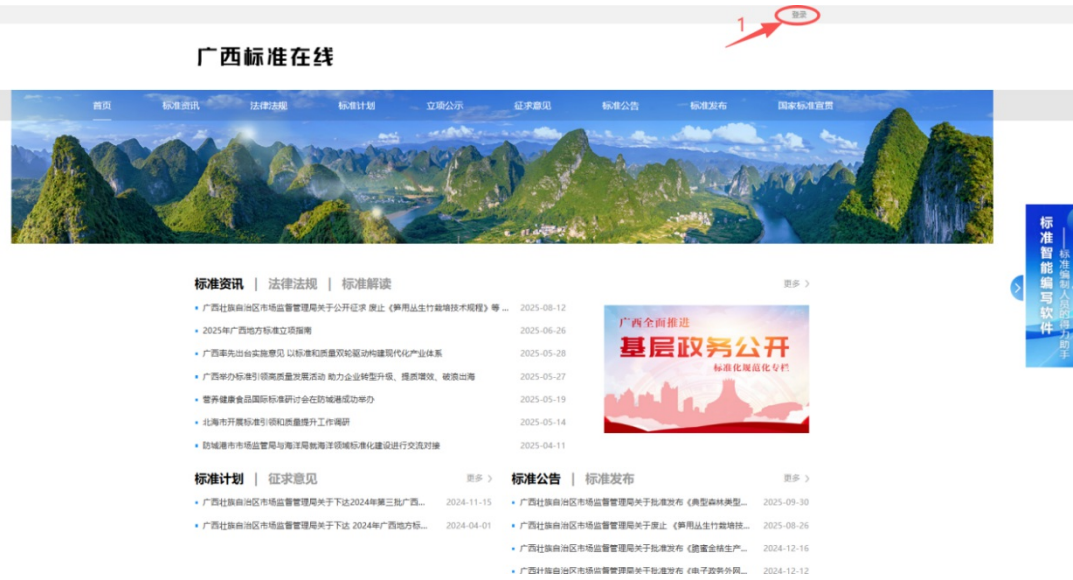 登录
1
广西标准在线
首页 标准资讯 法律法规 标准计划 立项公示 征求意见 标准公告 标准发布 国家标准宣贯
标准资讯 | 法律法规 | 标准解读 更多 >
广西壮族自治区市场监督管理局关于公开征求 废止《笋用丛生竹栽培技术规程》等 ... 2025-08-12
2025年广西地方标准立项指南 2025-06-26
广西率先出台实施意见 以标准和质量双轮驱动构建现代化产业体系 2025-05-28
广西举办标准引领高质量发展活动 助力企业转型升级、提质增效、破浪出海 2025-05-27
营养健康食品国际标准研讨会在防城港成功举办 2025-05-19
北海市开展标准引领和质量提升工作调研 2025-05-14
防城港市市场监管局与海洋局就海洋领域标准化建设进行交流对接 2025-04-11
广西全面推进
基层政务公开
标准化规范化专栏
标准智能编写软件
——标准编制人员的得力助手
标准计划 | 征求意见 更多 >
广西壮族自治区市场监督管理局关于下达2024年第三批广西... 2024-11-15
广西壮族自治区市场监督管理局关于下达 2024年广西地方标... 2024-04-01
标准公告 | 标准发布 更多 >
广西壮族自治区市场监督管理局关于批准发布《典型森林类型... 2025-09-30
广西壮族自治区市场监督管理局关于废止 《笋用丛生竹栽培技... 2025-08-26
广西壮族自治区市场监督管理局关于批准发布《脆蜜金桔生产... 2024-12-16
广西壮族自治区市场监督管理局关于批准发布《电子政务外网... 2024-12-12